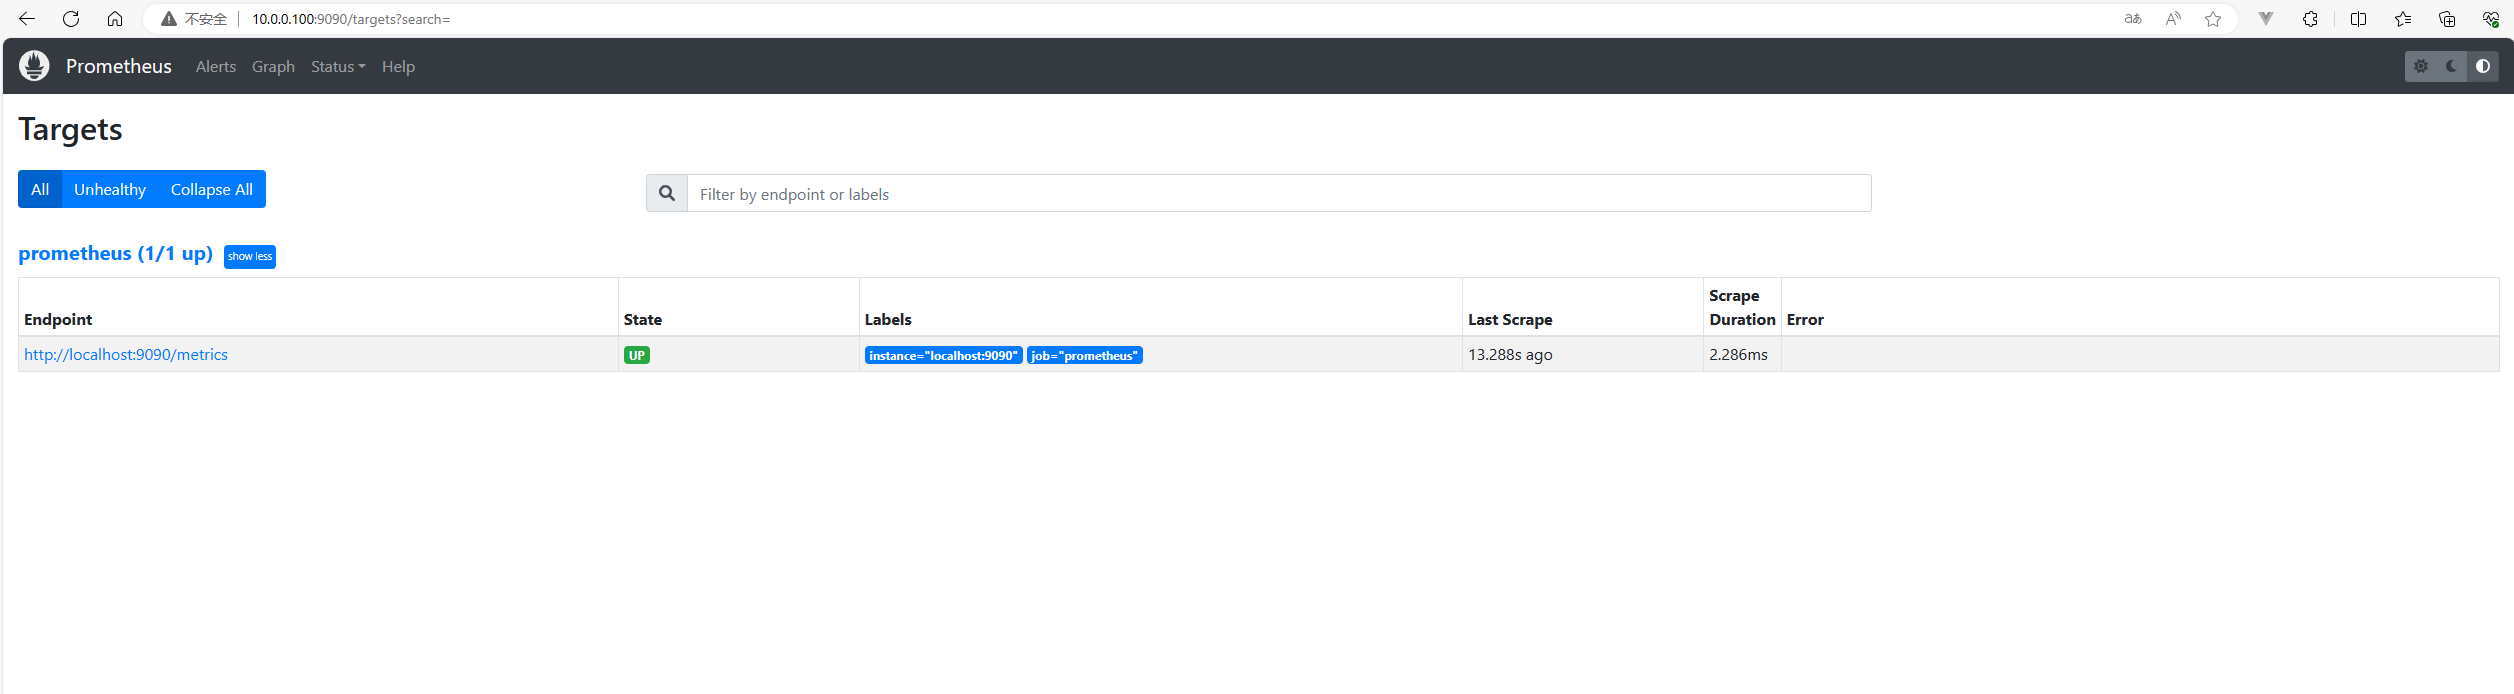 不安全 10.0.0.100:9090/targets?search=
Prometheus Alerts Graph Status Help
Targets
All Unhealthy Collapse All Filter by endpoint or labels
prometheus (1/1 up) show less
Endpoint State Labels Last Scrape Scrape Duration Error
http://localhost:9090/metrics UP instance="localhost:9090" job="prometheus" 13.288s ago 2.286ms